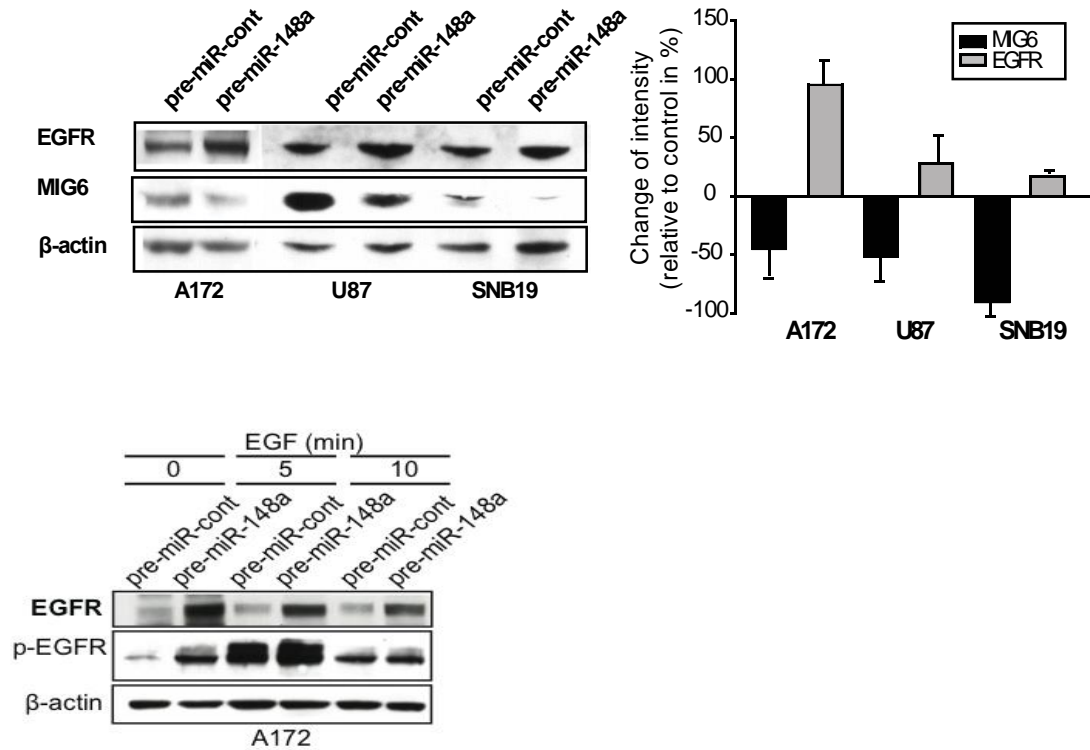 pre-miR-cont pre-miR-148a pre-miR-cont pre-miR-148a pre-miR-cont pre-miR-148a
EGFR
MIG6
β-actin
A172 U87 SNB19
Change of intensity
(relative to control in %)
150
100
50
0
-50
-100
MIG6
EGFR
A172 U87 SNB19
EGF (min)
0 5 10
pre-miR-cont pre-miR-148a pre-miR-cont pre-miR-148a pre-miR-cont pre-miR-148a
EGFR
p-EGFR
β-actin
A172